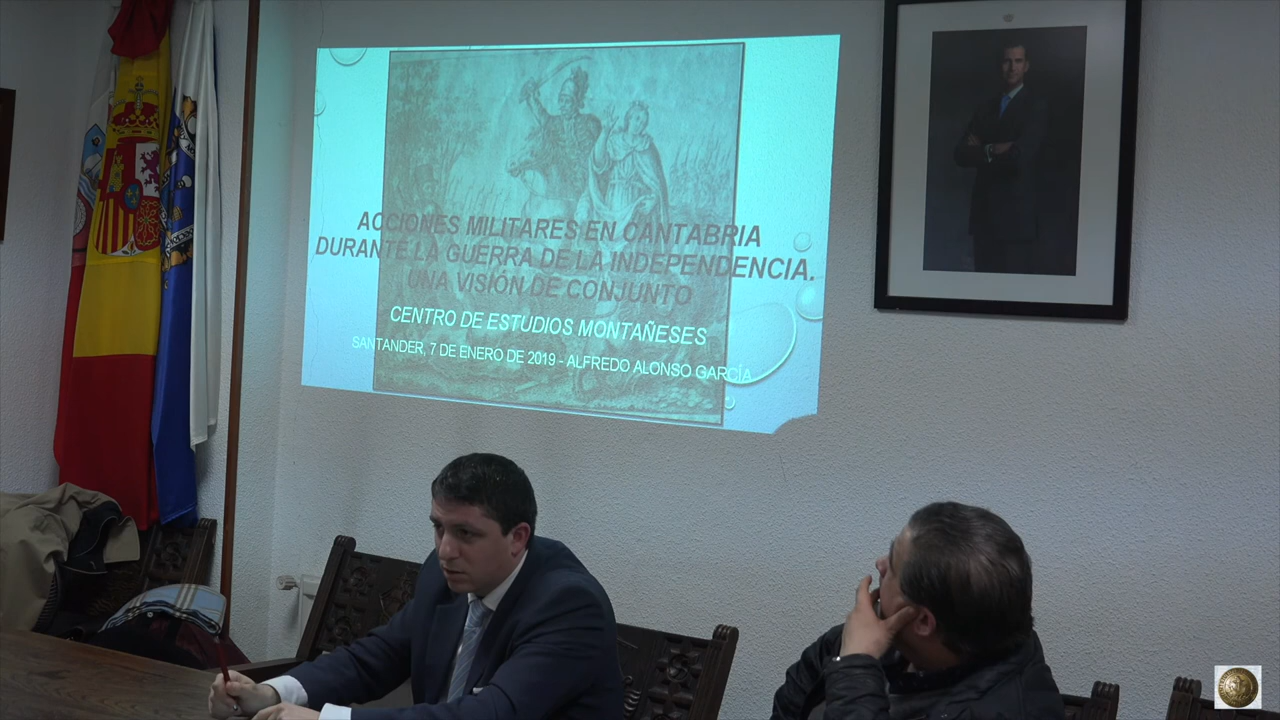 ACCIONES MILITARES EN CANTABRIA
DURANTE LA GUERRA DE LA INDEPENDENCIA.
UNA VISIÓN DE CONJUNTO
CENTRO DE ESTUDIOS MONTAÑESES
SANTANDER, 7 DE ENERO DE 2019 - ALFREDO ALONSO GARCÍA